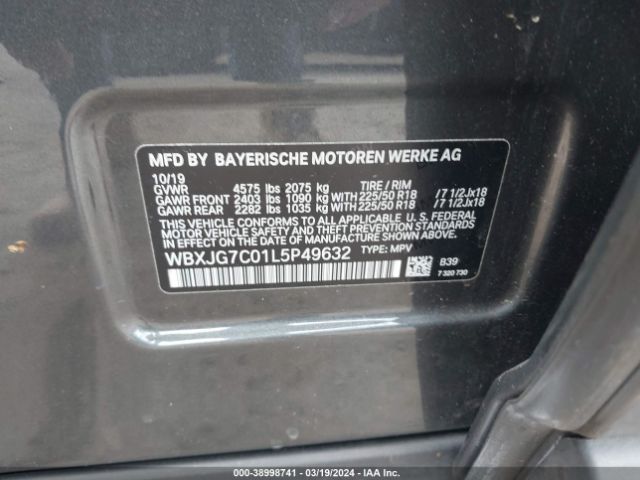 MFD BY BAYERISCHE MOTOREN WERKE AG
10/19
GVWR 4575 lbs 2075 kg TIRE / RIM
GAWR FRONT 2403 lbs 1090 kg WITH 225/50 R18 /7 1/2Jx18
GAWR REAR 2282 lbs 1035 kg WITH 225/50 R18 /7 1/2Jx18
THIS VEHICLE CONFORMS TO ALL APPLICABLE U. S. FEDERAL
MOTOR VEHICLE SAFETY, BUMPER, AND THEFT PREVENTION
STANDARDS IN EFFECT ON THE DATE OF MANUFACTURE SHOWN ABOVE.
WBXJG7C01L5P49632 TYPE: MPV
B39
7 320 730
000-38998741 - 03/19/2024 - IAA Inc.